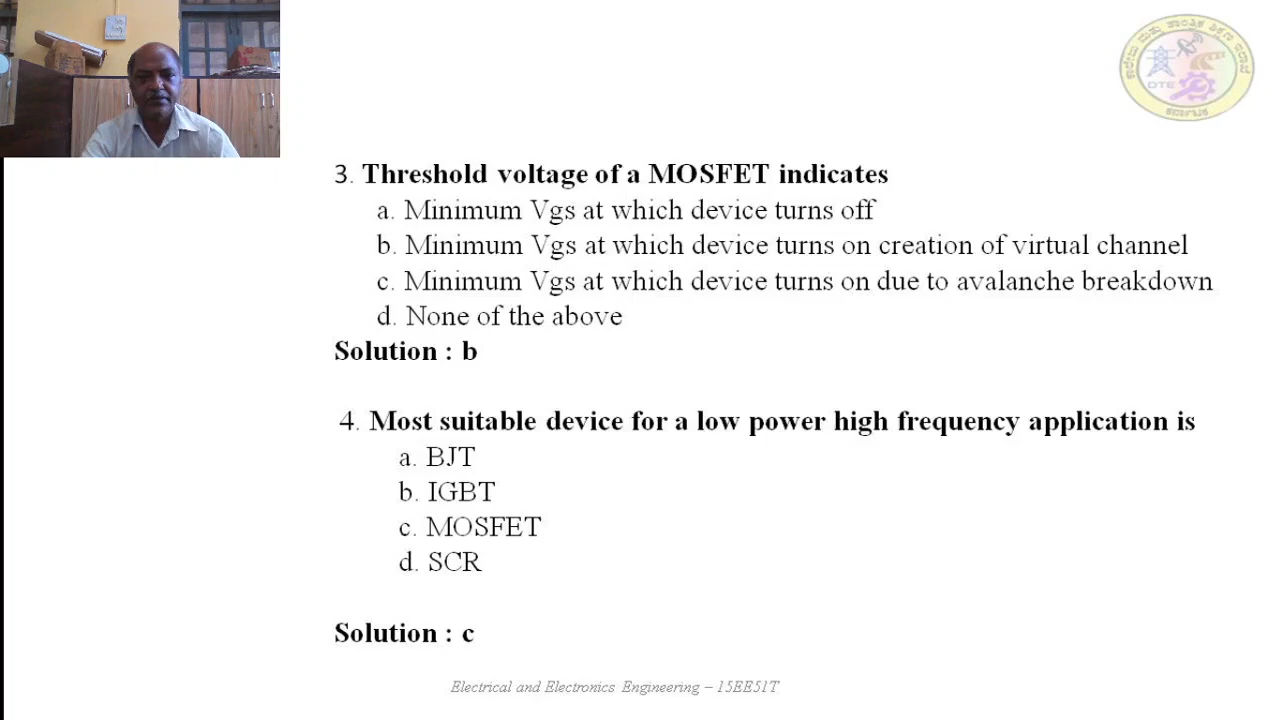 DTE
3. Threshold voltage of a MOSFET indicates
a. Minimum Vgs at which device turns off
b. Minimum Vgs at which device turns on creation of virtual channel
c. Minimum Vgs at which device turns on due to avalanche breakdown
d. None of the above
Solution : b
4. Most suitable device for a low power high frequency application is
a. BJT
b. IGBT
c. MOSFET
d. SCR
Solution : c
Electrical and Electronics Engineering – 15EE51T